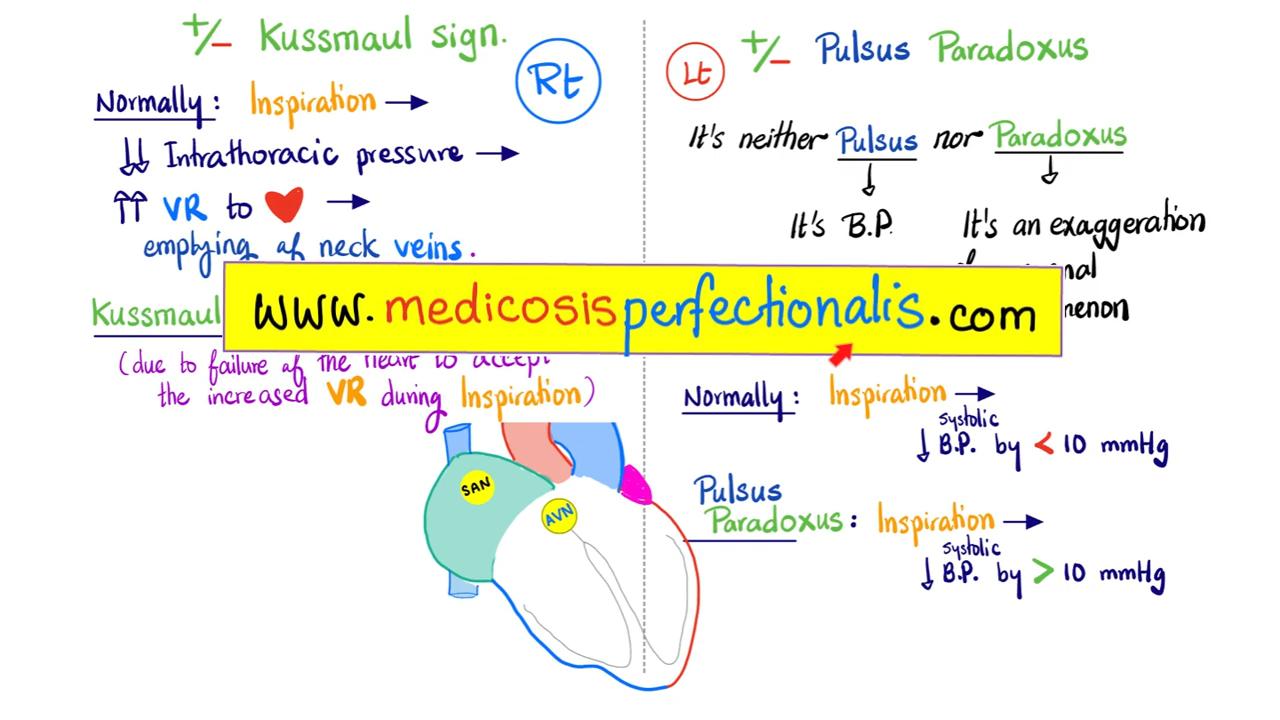 +/- Kussmaul sign.
Rt
Normally: Inspiration →
↓↓ Intrathoracic pressure →
↑↑ VR to ❤ →
emptying of neck veins.
Kussmaul
(due to failure of the heart to accept
the increased VR during Inspiration)
SAN
AVN
Lt
+/- Pulsus Paradoxus
It's neither Pulsus nor Paradoxus
↓ ↓
It's B.P. It's an exaggeration
www.medicosisperfectionalis.com
Normally: Inspiration →
systolic
↓ B.P. by < 10 mmHg
Pulsus
Paradoxus: Inspiration →
systolic
↓ B.P. by > 10 mmHg